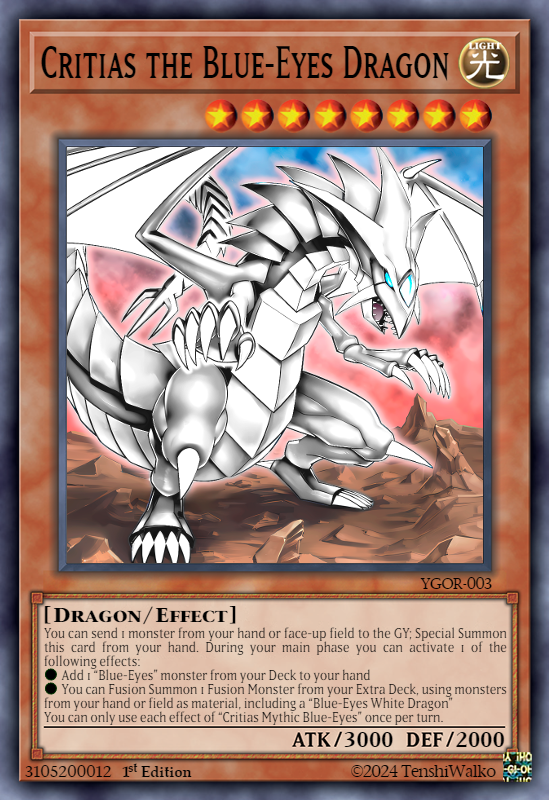 CRITIAS THE BLUE-EYES DRAGON
LIGHT
光
YGOR-003
[DRAGON/EFFECT]
You can send 1 monster from your hand or face-up field to the GY; Special Summon
this card from your hand. During your main phase you can activate 1 of the
following effects:
● Add 1 “Blue-Eyes” monster from your Deck to your hand
● You can Fusion Summon 1 Fusion Monster from your Extra Deck, using monsters
from your hand or field as material, including a “Blue-Eyes White Dragon”
You can only use each effect of “Critias Mythic Blue-Eyes” once per turn.
ATK/3000 DEF/2000
3105200012 1st Edition ©2024 TenshiWalko